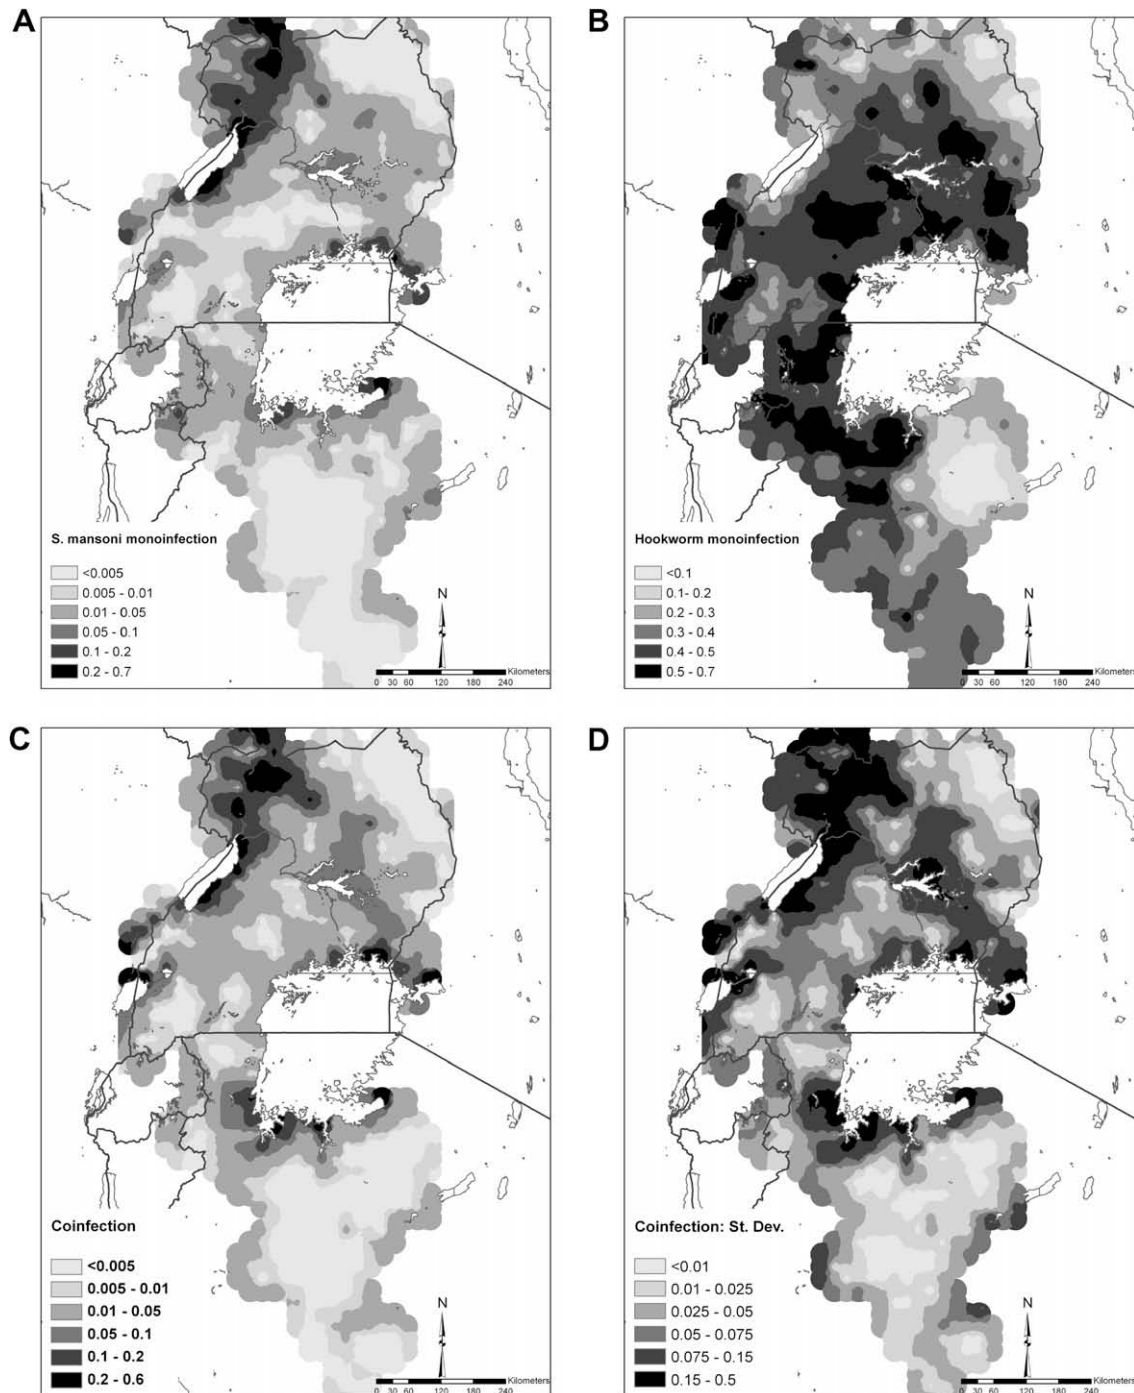 A
S. mansoni monoinfection
<0.005
0.005 - 0.01
0.01 - 0.05
0.05 - 0.1
0.1 - 0.2
0.2 - 0.7
N
Kilometers
0 30 60 120 180 240
B
Hookworm monoinfection
<0.1
0.1- 0.2
0.2 - 0.3
0.3 - 0.4
0.4 - 0.5
0.5 - 0.7
N
Kilometers
0 30 60 120 180 240
C
Coinfection
<0.005
0.005 - 0.01
0.01 - 0.05
0.05 - 0.1
0.1 - 0.2
0.2 - 0.6
N
Kilometers
0 30 60 120 180 240
D
Coinfection: St. Dev.
<0.01
0.01 - 0.025
0.025 - 0.05
0.05 - 0.075
0.075 - 0.15
0.15 - 0.5
N
Kilometers
0 30 60 120 180 240